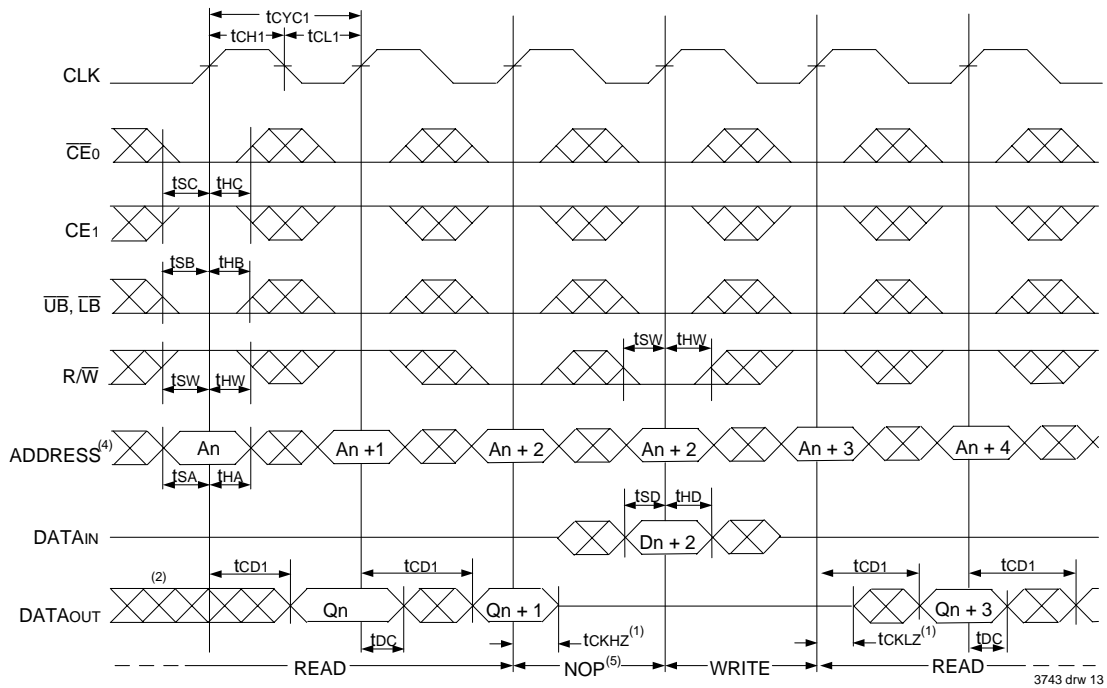 tCYC1
tCH1 tCL1
CLK
CE0
tSC tHC
CE1
tSB tHB
UB, LB
tSW tHW
R/W
tSW tHW
ADDRESS(4) An An +1 An + 2 An + 2 An + 3 An + 4
tSA tHA
tSD tHD
DATAIN Dn + 2
(2) tCD1 tCD1 tCD1 tCD1
DATAOUT Qn Qn + 1 Qn + 3
tDC tCKHZ(1) tCKLZ(1) tDC
READ NOP(5) WRITE READ
3743 drw 13